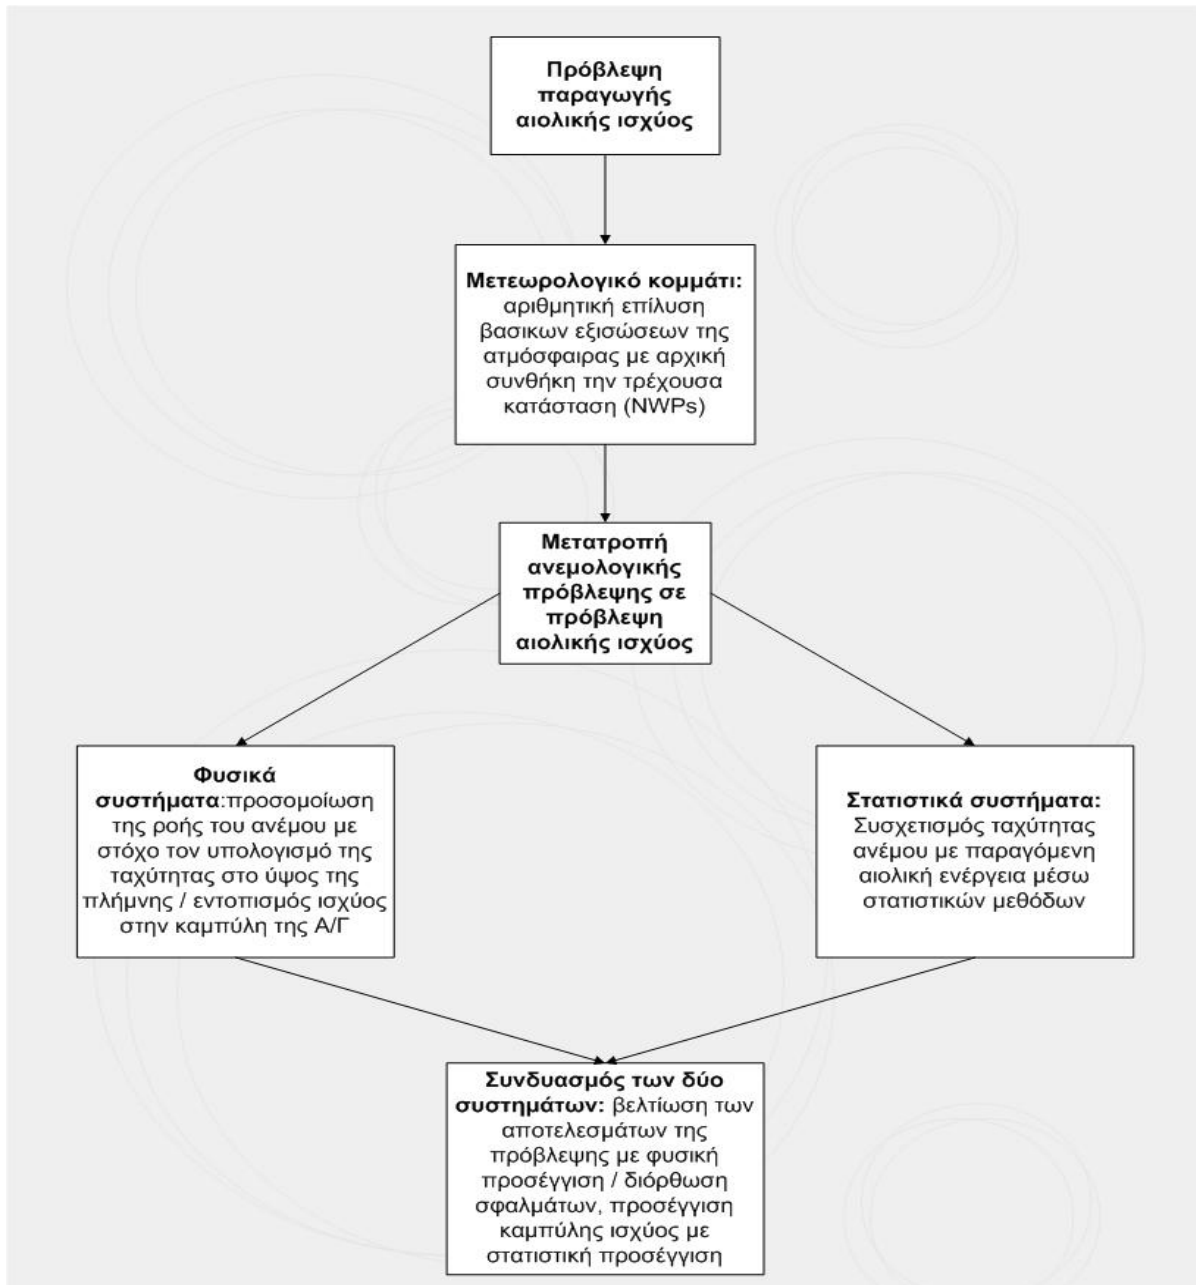 Πρόβλεψη
παραγωγής
αιολικής ισχύος
Μετεωρολογικό κομμάτι:
αριθμητική επίλυση
βασικων εξισώσεων της
ατμόσφαιρας με αρχική
συνθήκη την τρέχουσα
κατάσταση (NWPs)
Μετατροπή
ανεμολογικής
πρόβλεψης σε
πρόβλεψη
αιολικής ισχύος
Φυσικά
συστήματα:προσομοίωση
της ροής του ανέμου με
στόχο τον υπολογισμό της
ταχύτητας στο ύψος της
πλήμνης / εντοπισμός ισχύος
στην καμπύλη της Α/Γ
Στατιστικά συστήματα:
Συσχετισμός ταχύτητας
ανέμου με παραγόμενη
αιολική ενέργεια μέσω
στατιστικών μεθόδων
Συνδυασμός των δύο
συστημάτων: βελτίωση των
αποτελεσμάτων της
πρόβλεψης με φυσική
προσέγγιση / διόρθωση
σφαλμάτων, προσέγγιση
καμπύλης ισχύος με
στατιστική προσέγγιση